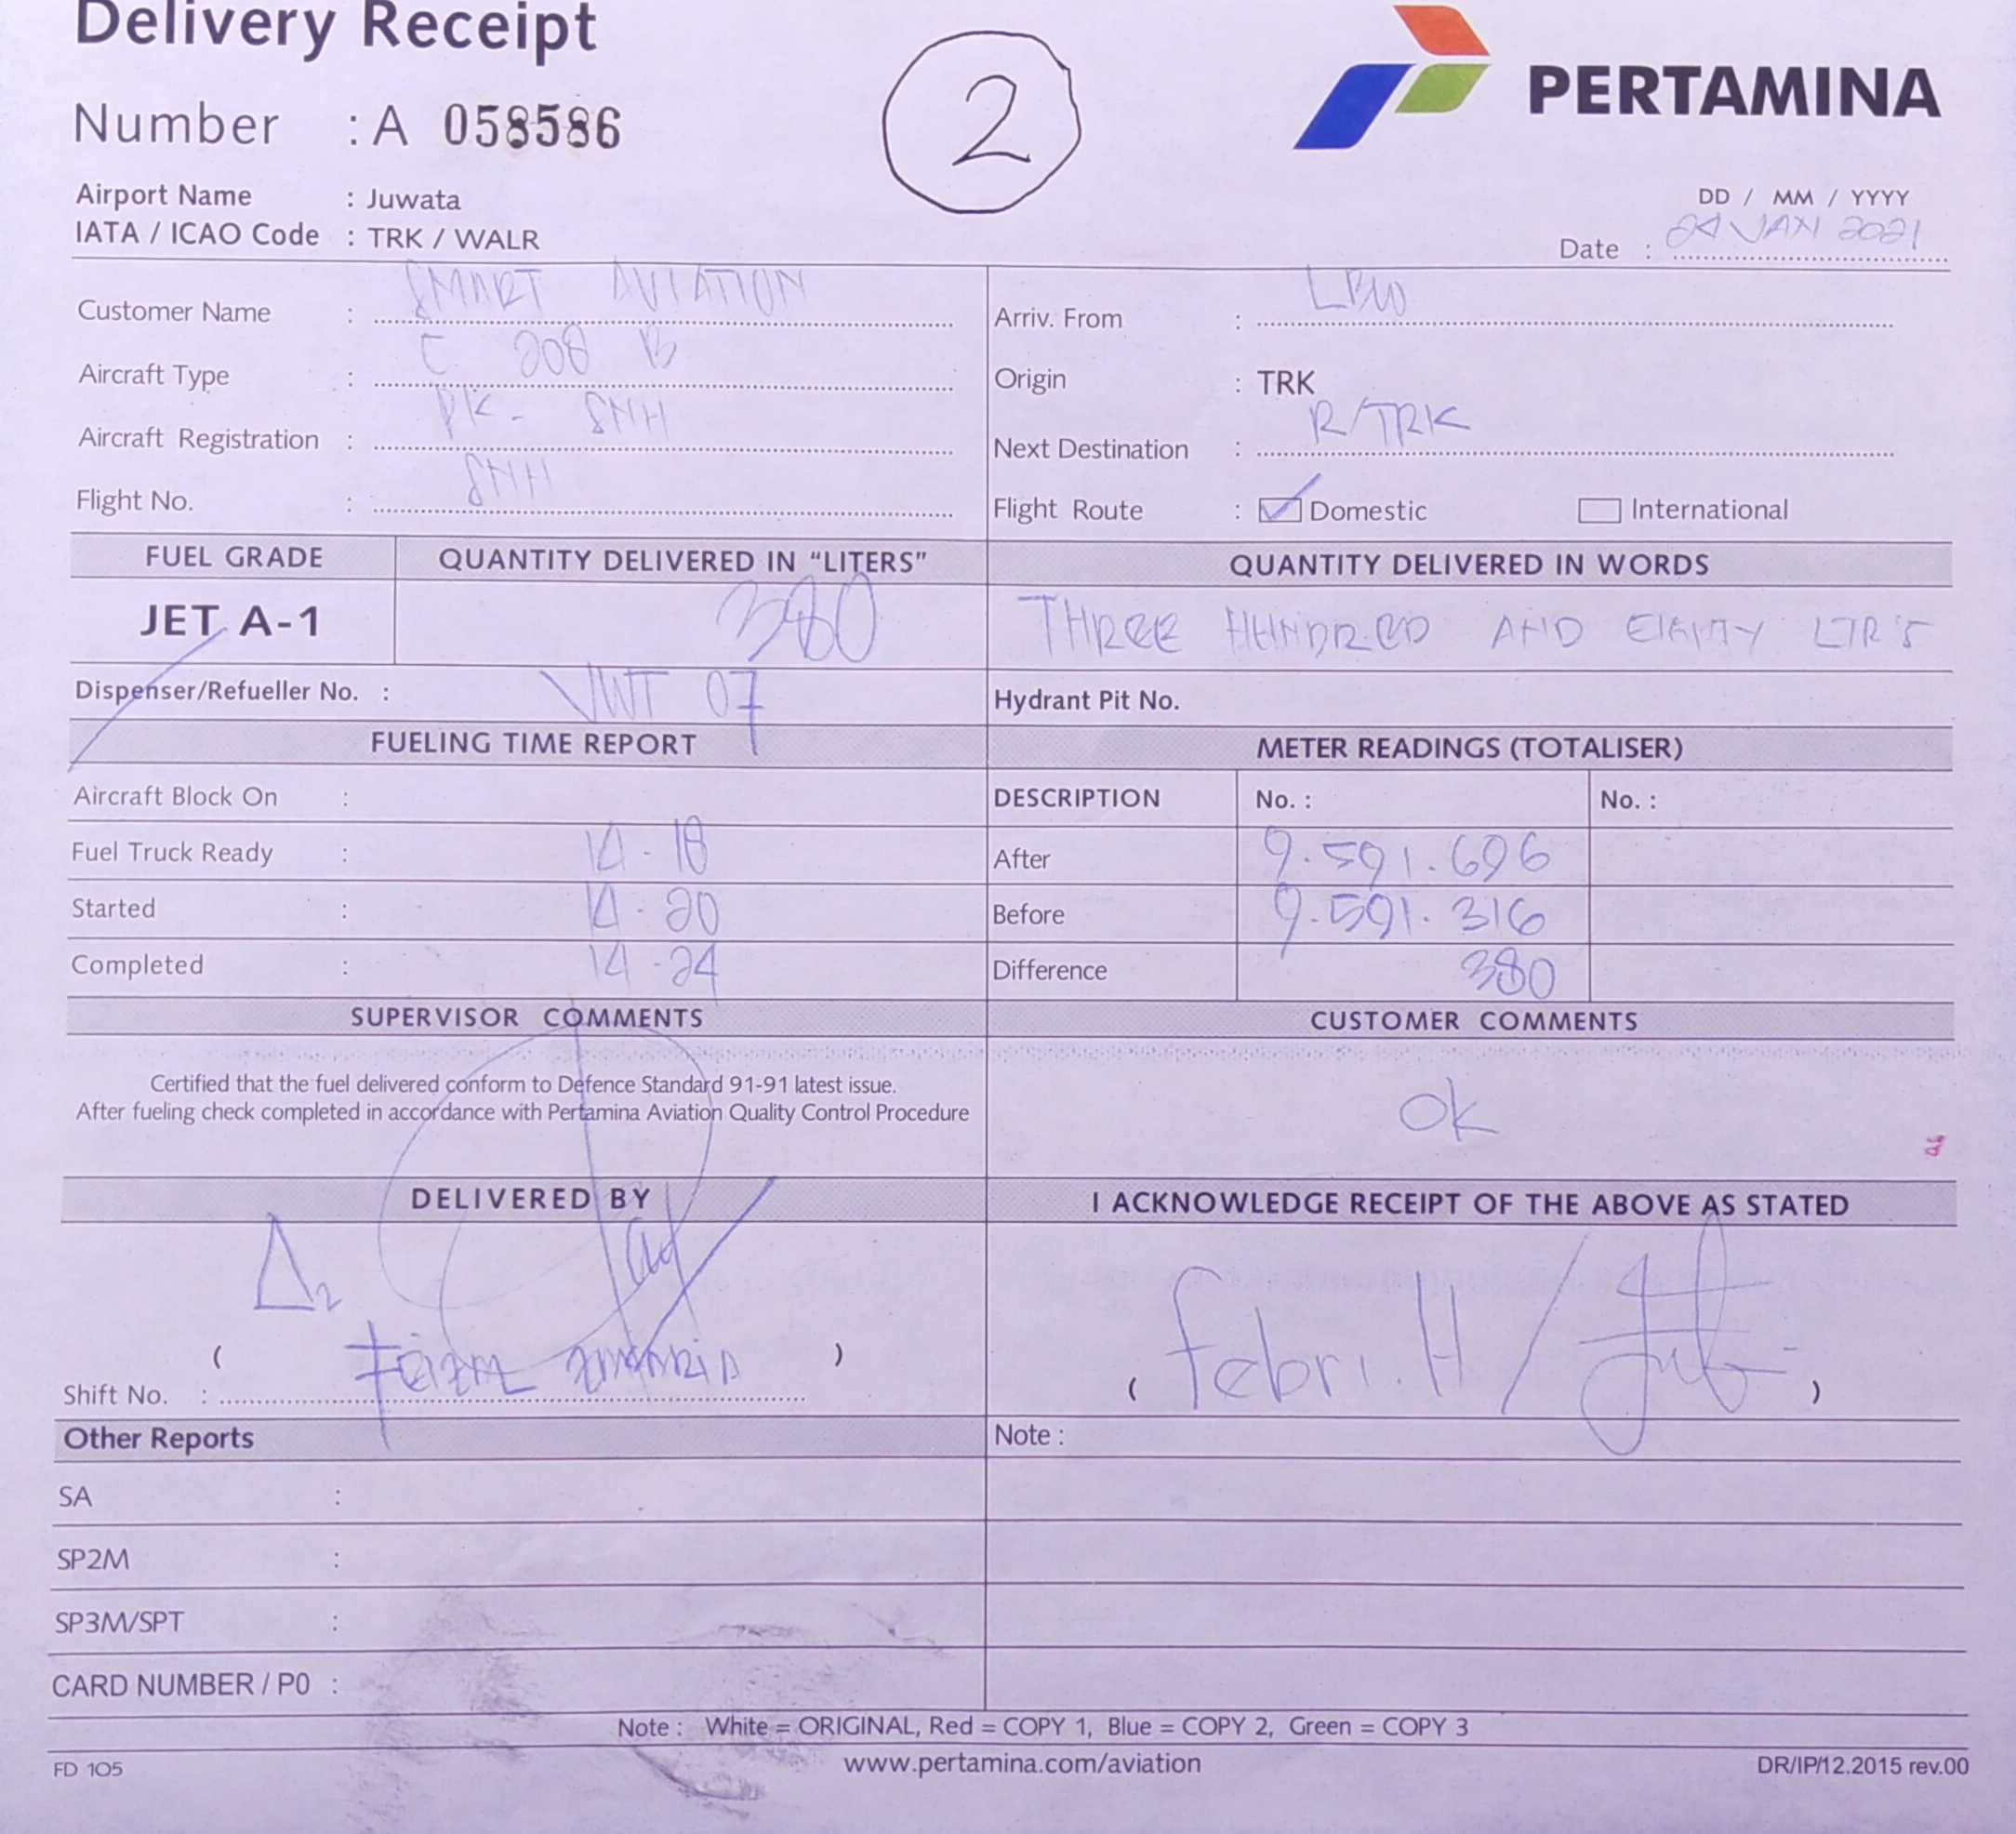 Delivery Receipt
2
PERTAMINA
Number : A 058586
Airport Name : Juwata
DD / MM / YYYY
IATA / ICAO Code : TRK / WALR
Date : 24 JAN 2021
Customer Name : SMART AVIATION
Arriv. From : LBW
Aircraft Type : C 208 B
Origin : TRK
Aircraft Registration : PK - SNH
Next Destination : R/TRK
Flight No. : SNH
Flight Route : Domestic International
FUEL GRADE QUANTITY DELIVERED IN “LITERS” QUANTITY DELIVERED IN WORDS
JET A-1 380 THREE HUNDRED AND EIGHTY LTR'S
Dispenser/Refueller No. : VWT 07 Hydrant Pit No.
FUELING TIME REPORT METER READINGS (TOTALISER)
Aircraft Block On : DESCRIPTION No. : No. :
Fuel Truck Ready : 14 - 18 After 9.591.696
Started : 14 - 20 Before 9.591.316
Completed : 14 - 24 Difference 380
SUPERVISOR COMMENTS CUSTOMER COMMENTS
Certified that the fuel delivered conform to Defence Standard 91-91 latest issue.
After fueling check completed in accordance with Pertamina Aviation Quality Control Procedure
Ok
DELIVERED BY I ACKNOWLEDGE RECEIPT OF THE ABOVE AS STATED
( )
( Febri.H / )
Shift No. :
Other Reports Note :
SA :
SP2M :
SP3M/SPT :
CARD NUMBER / P0 :
Note : White = ORIGINAL, Red = COPY 1, Blue = COPY 2, Green = COPY 3
FD 105 www.pertamina.com/aviation DR/IP/12.2015 rev.00